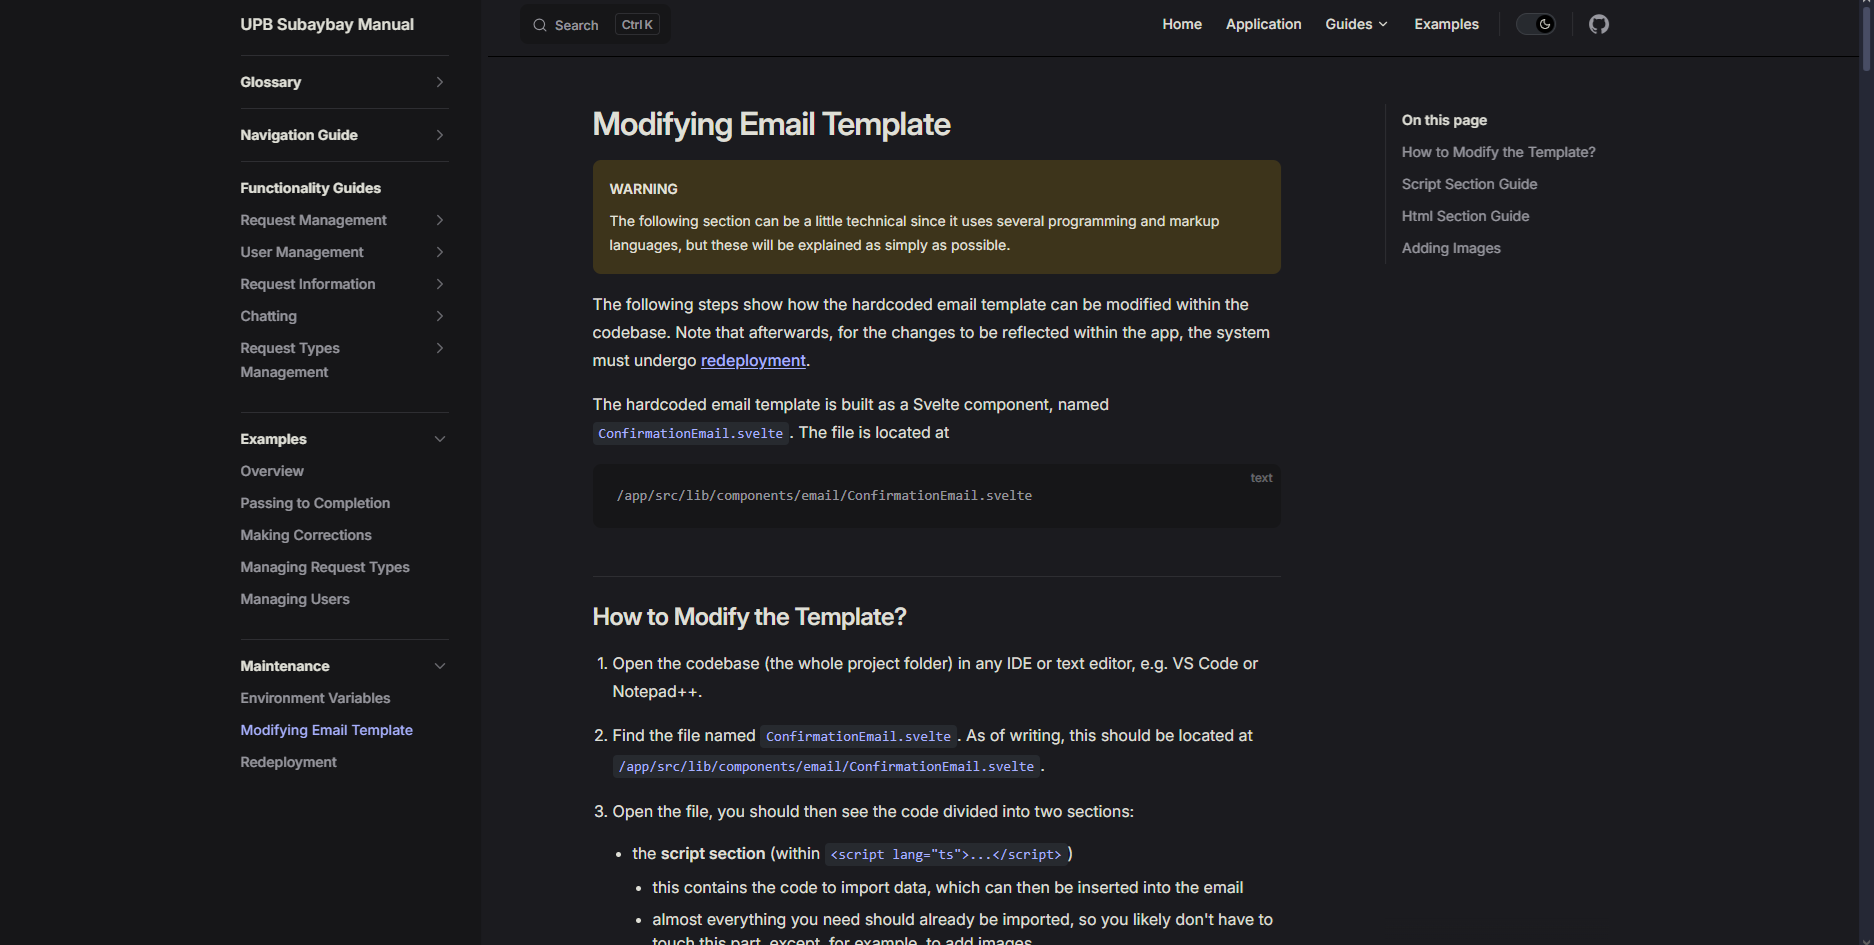 UPB Subaybay Manual
Search
Ctrl K
Home
Application
Guides
Examples
Glossary
Navigation Guide
Functionality Guides
Request Management
User Management
Request Information
Chatting
Request Types
Management
Examples
Overview
Passing to Completion
Making Corrections
Managing Request Types
Managing Users
Maintenance
Environment Variables
Modifying Email Template
Redeployment
Modifying Email Template
WARNING
The following section can be a little technical since it uses several programming and markup
languages, but these will be explained as simply as possible.
The following steps show how the hardcoded email template can be modified within the
codebase. Note that afterwards, for the changes to be reflected within the app, the system
must undergo redeployment.
The hardcoded email template is built as a Svelte component, named
ConfirmationEmail.svelte . The file is located at
text
/app/src/lib/components/email/ConfirmationEmail.svelte
How to Modify the Template?
1. Open the codebase (the whole project folder) in any IDE or text editor, e.g. VS Code or
Notepad++.
2. Find the file named ConfirmationEmail.svelte . As of writing, this should be located at
/app/src/lib/components/email/ConfirmationEmail.svelte .
3. Open the file, you should then see the code divided into two sections:
• the script section (within <script lang="ts">...</script> )
• this contains the code to import data, which can then be inserted into the email
• almost everything you need should already be imported, so you likely don't have to
touch this part, except, for example, to add images
On this page
How to Modify the Template?
Script Section Guide
Html Section Guide
Adding Images